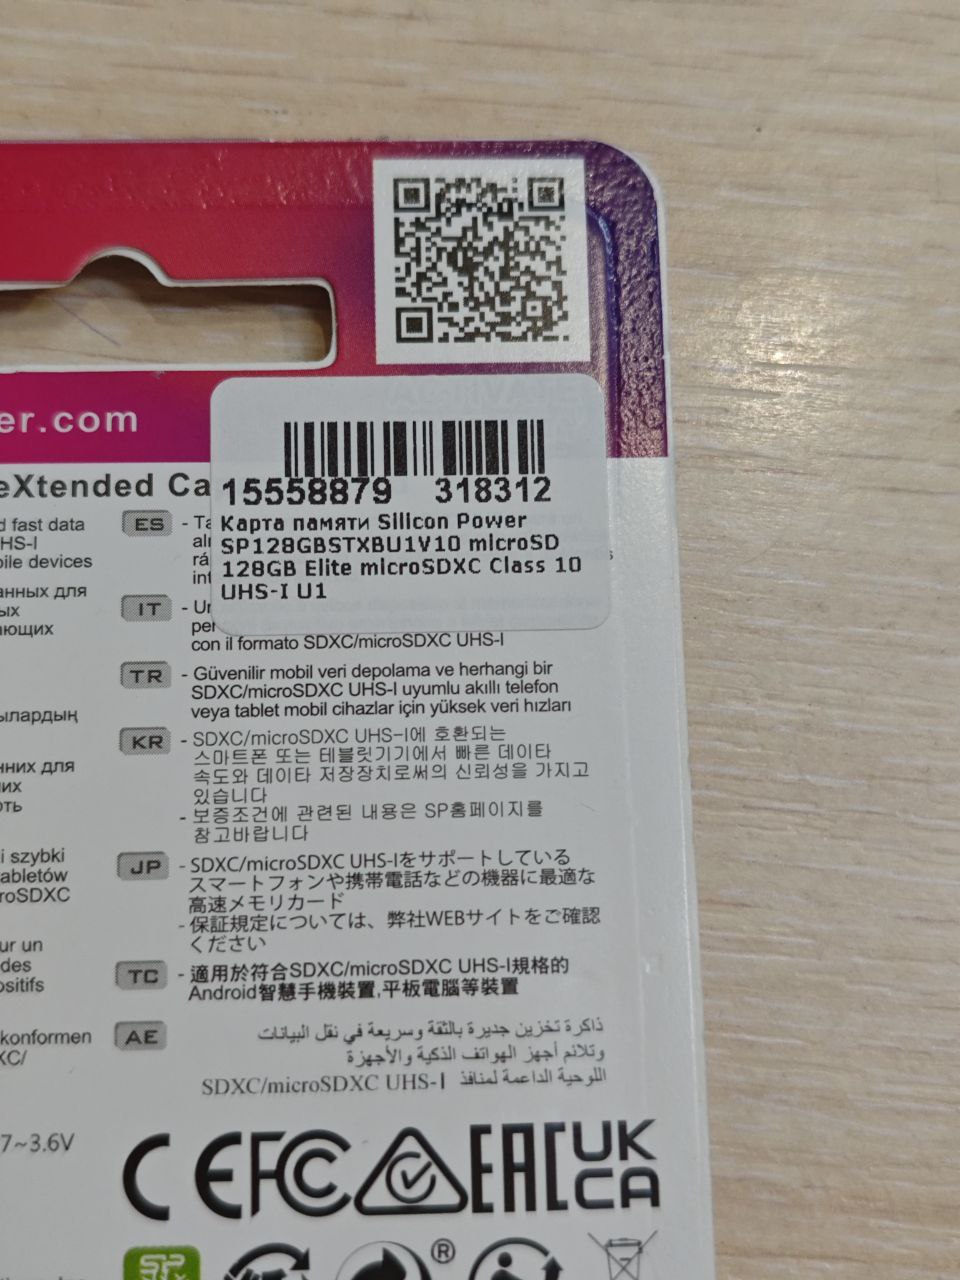 er.com
eXtended Ca
15558879 318312
Карта памяти Silicon Power
SP128GBSTXBU1V10 microSD
128GB Elite microSDXC Class 10
UHS-I U1
d fast data
HS-I
bile devices
анных для
ых
ающих
ылардың
нних для
них
оть
i szybki
abletów
roSDXC
ur un
des
ositifs
konformen
XC/
7~3.6V
ES - Ta
rá
int
IT - Un
per
con il formato SDXC/microSDXC UHS-I
TR - Güvenilir mobil veri depolama ve herhangi bir
SDXC/microSDXC UHS-I uyumlu akıllı telefon
veya tablet mobil cihazlar için yüksek veri hızları
KR - SDXC/microSDXC UHS-I에 호환되는
스마트폰 또는 테블릿기기에서 빠른 데이타
속도와 데이타 저장장치로써의 신뢰성을 가지고
있습니다
- 보증조건에 관련된 내용은 SP홈페이지를
참고바랍니다
JP - SDXC/microSDXC UHS-Iをサポートしている
スマートフォンや携帯電話などの機器に最適な
高速メモリカード
- 保証規定については、弊社WEBサイトをご確認
ください
TC - 適用於符合SDXC/microSDXC UHS-I規格的
Android智慧手機裝置,平板電腦等裝置
AE ذاكرة تخزين جديرة بالثقة وسريعة في نقل البيانات
وتلائم أجهز الهواتف الذكية والأجهزة
اللوحية الداعمة لمنافذ SDXC/microSDXC UHS-I
CE FC EAC UK
CA
SP
®